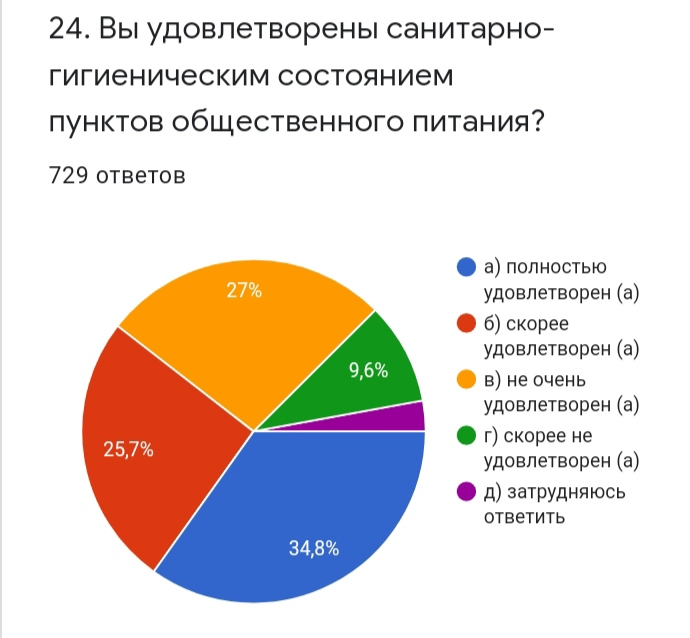 24. Вы удовлетворены санитарно-
гигиеническим состоянием
пунктов общественного питания?
729 ответов
27%
9,6%
25,7%
34,8%
а) полностью
удовлетворен (а)
б) скорее
удовлетворен (а)
в) не очень
удовлетворен (а)
г) скорее не
удовлетворен (а)
д) затрудняюсь
ответить